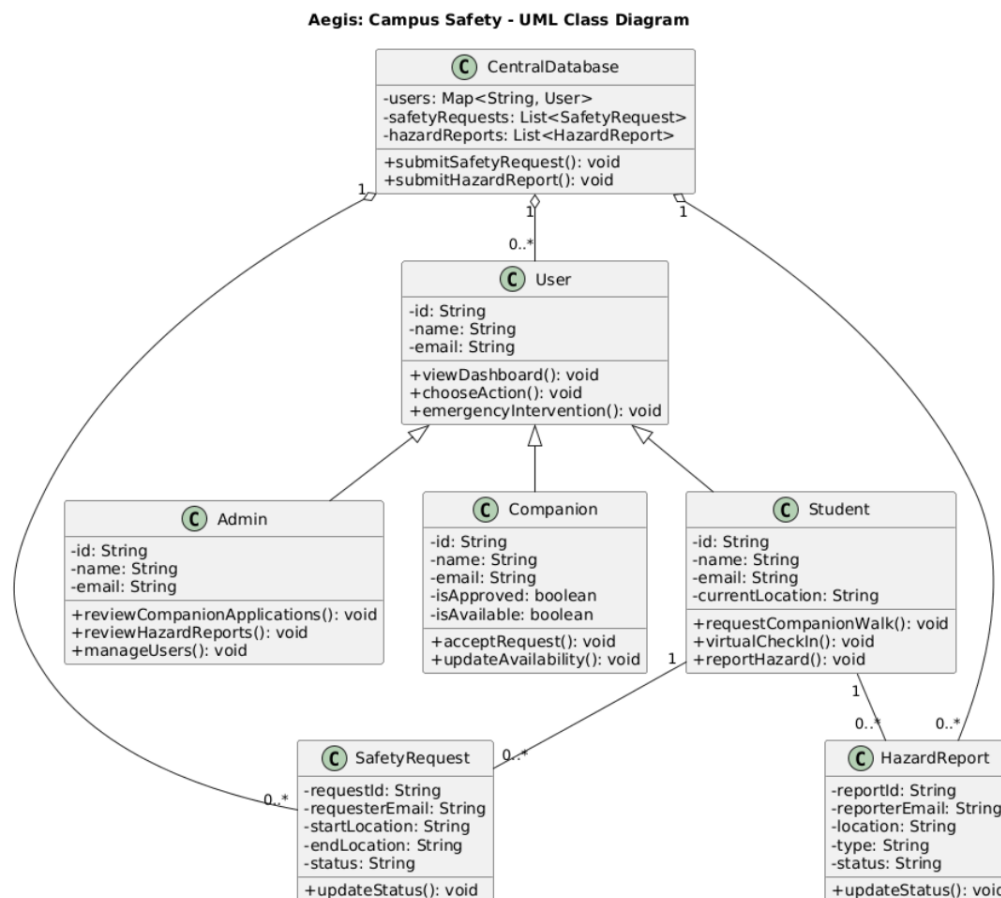 Aegis: Campus Safety - UML Class Diagram
C CentralDatabase
-users: Map<String, User>
-safetyRequests: List<SafetyRequest>
-hazardReports: List<HazardReport>
+submitSafetyRequest(): void
+submitHazardReport(): void
1
1
1
0..*
C User
-id: String
-name: String
-email: String
+viewDashboard(): void
+chooseAction(): void
+emergencyIntervention(): void
C Admin
-id: String
-name: String
-email: String
+reviewCompanionApplications(): void
+reviewHazardReports(): void
+manageUsers(): void
C Companion
-id: String
-name: String
-email: String
-isApproved: boolean
-isAvailable: boolean
+acceptRequest(): void
+updateAvailability(): void
C Student
-id: String
-name: String
-email: String
-currentLocation: String
+requestCompanionWalk(): void
+virtualCheckIn(): void
+reportHazard(): void
1
1
0..*
0..*
0..*
0..*
C SafetyRequest
-requestId: String
-requesterEmail: String
-startLocation: String
-endLocation: String
-status: String
+updateStatus(): void
C HazardReport
-reportId: String
-reporterEmail: String
-location: String
-type: String
-status: String
+updateStatus(): void